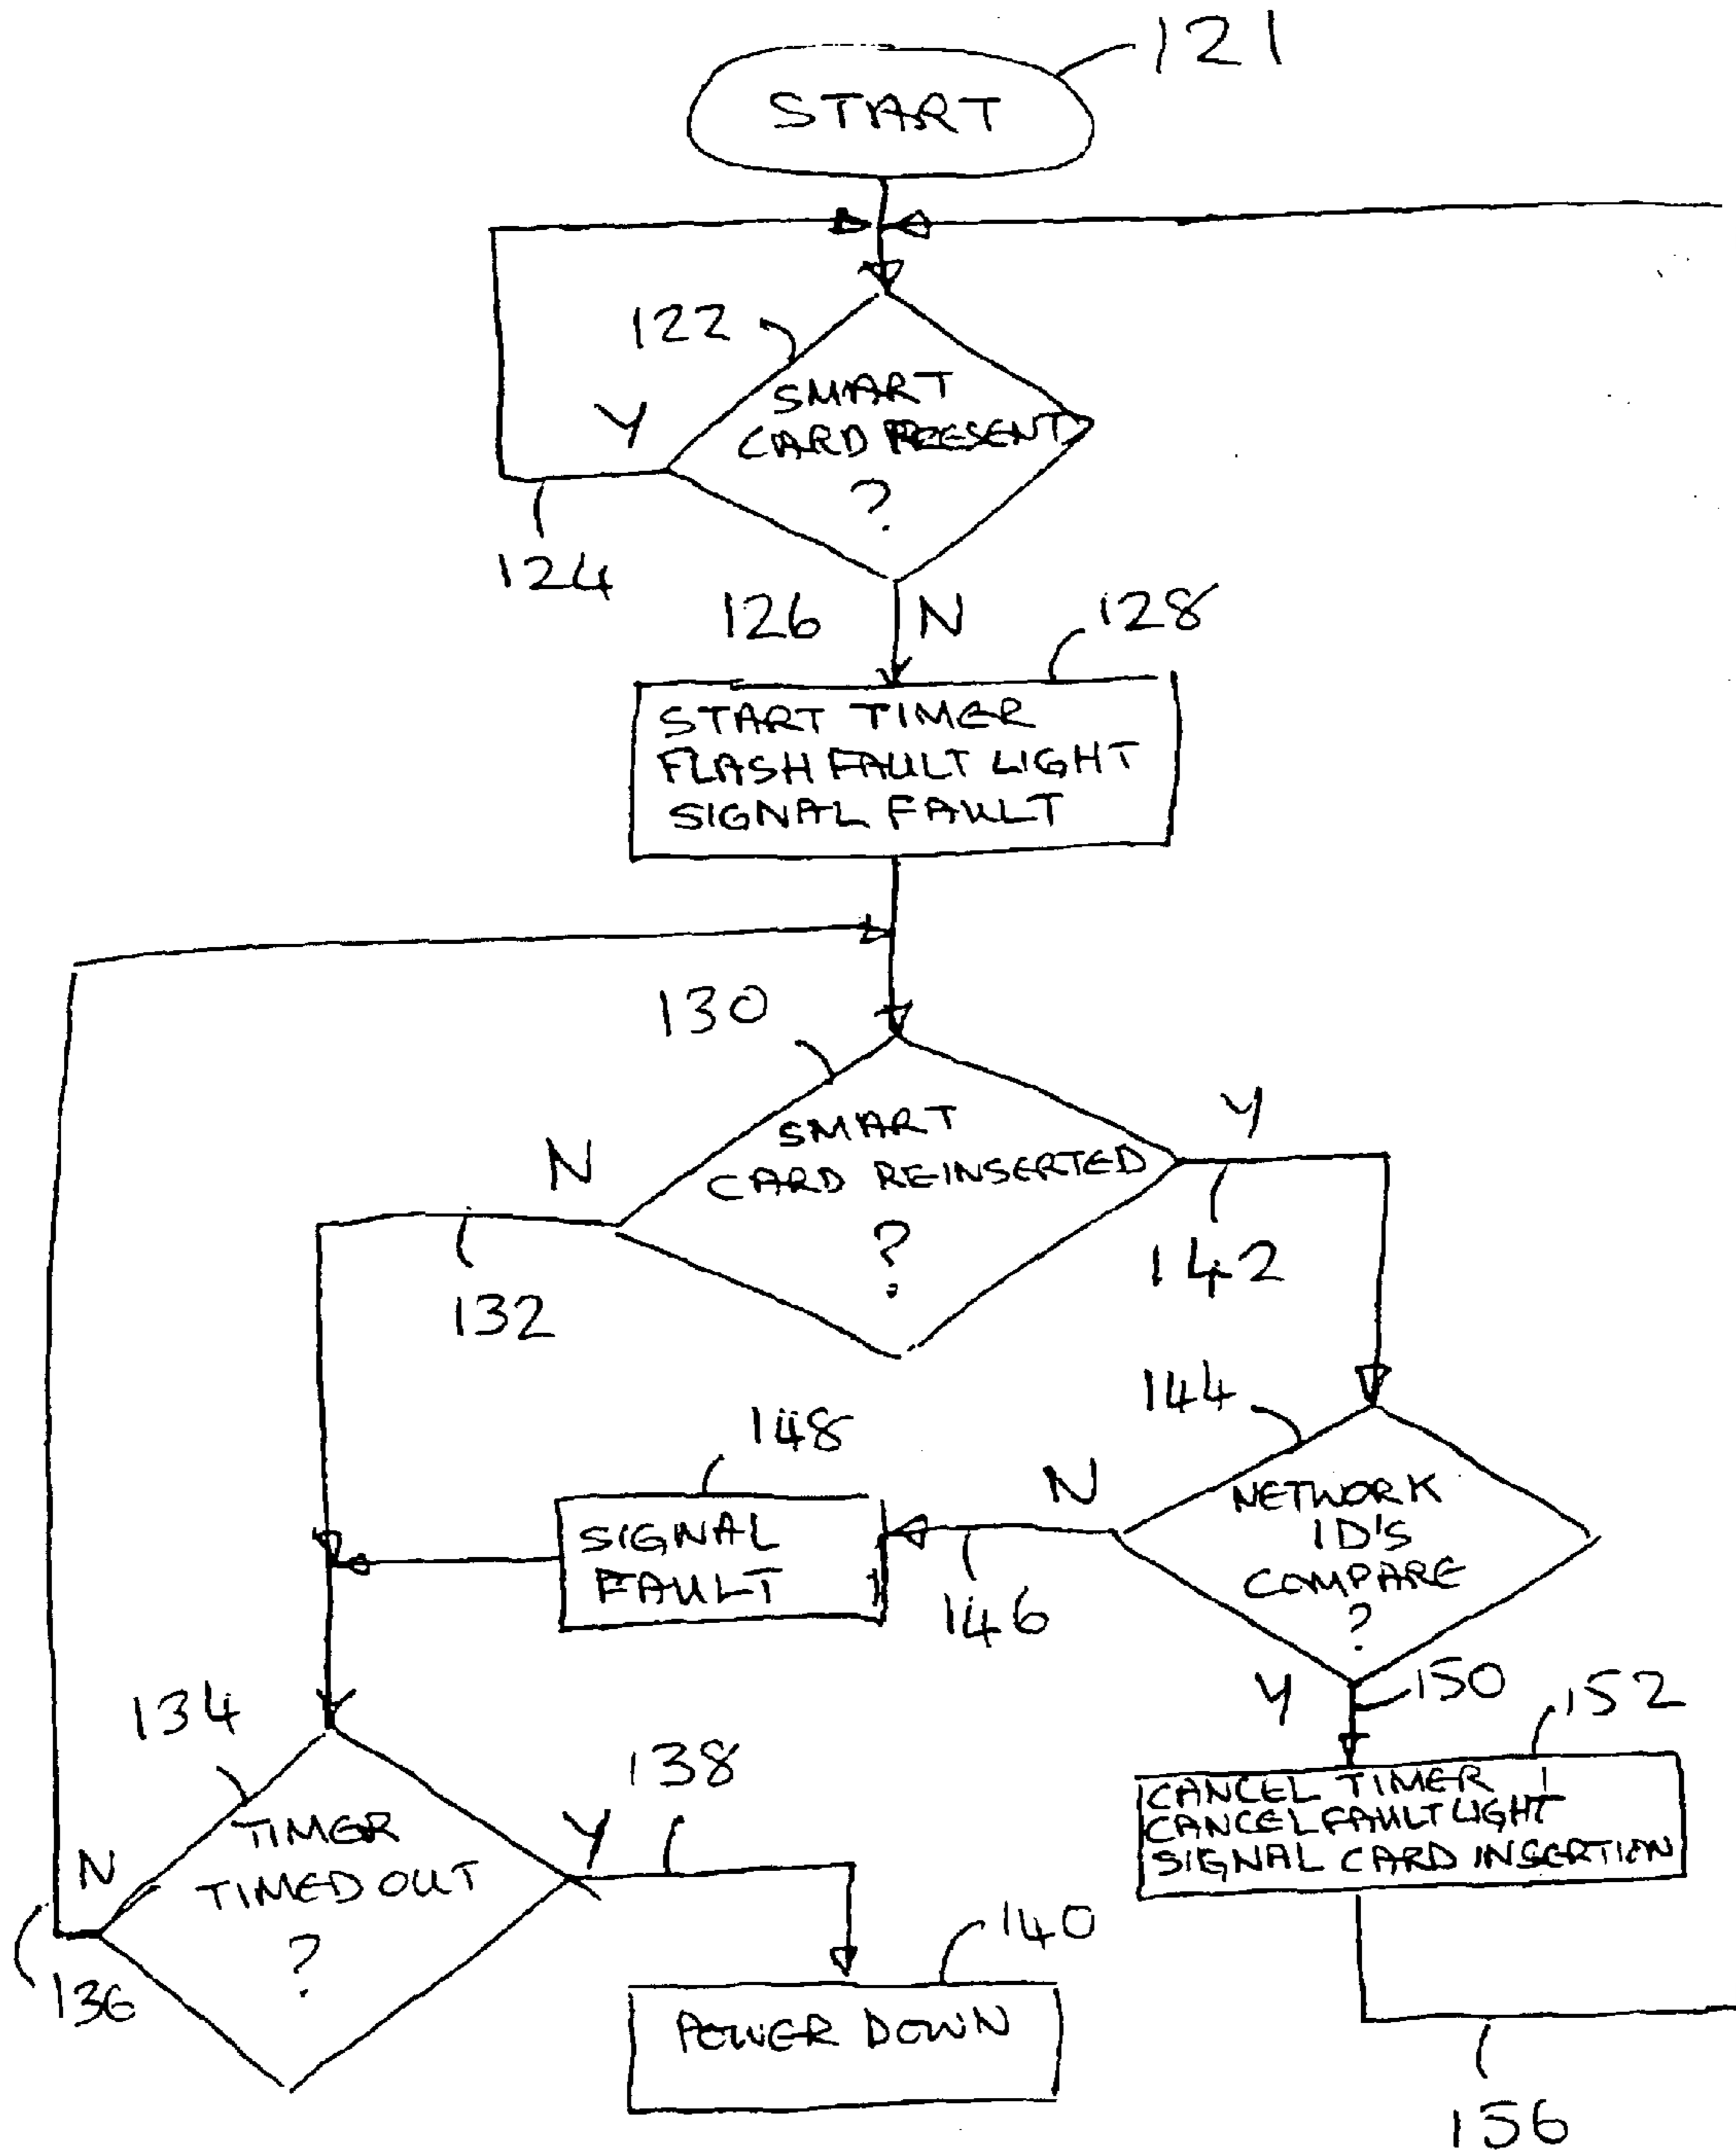 121
START
122
SMART
CARD PRESENT
?
Y
124
126
N
128
START TIMER
FLASH FAULT LIGHT
SIGNAL FAULT
130
SMART
CARD REINSERTED
?
N
Y
132
142
144
148
N
NETWORK
ID'S
COMPARE
?
SIGNAL
FAULT
146
Y
150
152
134
138
CANCEL TIMER
CANCEL FAULT LIGHT
SIGNAL CARD INSERTION
TIMER
TIMED OUT
?
N
Y
136
140
POWER DOWN
156